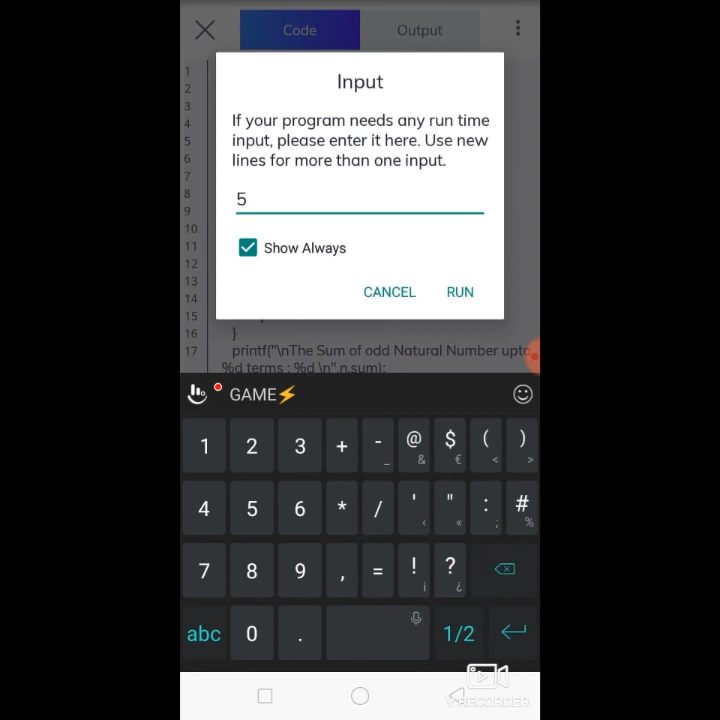 Code
Output
Input
If your program needs any run time
input, please enter it here. Use new
lines for more than one input.
5
Show Always
CANCEL
RUN
1
2
3
4
5
6
7
8
9
10
11
12
13
14
15
16
}
17
printf("\nThe Sum of odd Natural Number upto
%d terms : %d \n",n,sum);
GAME⚡
1 2 3 + - _ @ & $ € ( < ) >
4 5 6 * / ' ‹ " « : ; # %
7 8 9 , = ! ¡ ? ¿
abc 0 . 1/2
V RECORDER